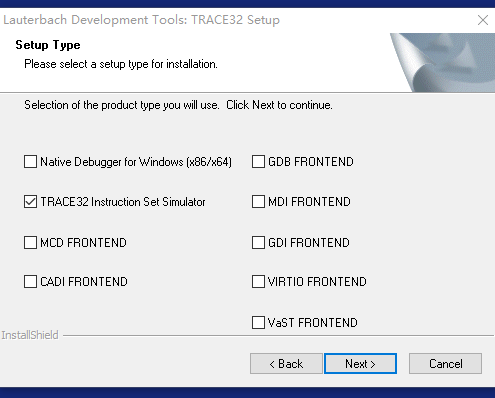 Lauterbach Development Tools: TRACE32 Setup
Setup Type
Please select a setup type for installation.
Selection of the product type you will use. Click Next to continue.
Native Debugger for Windows (x86/x64)
GDB FRONTEND
TRACE32 Instruction Set Simulator
MDI FRONTEND
MCD FRONTEND
GDI FRONTEND
CADI FRONTEND
VIRTIO FRONTEND
VaST FRONTEND
InstallShield
< Back
Next >
Cancel